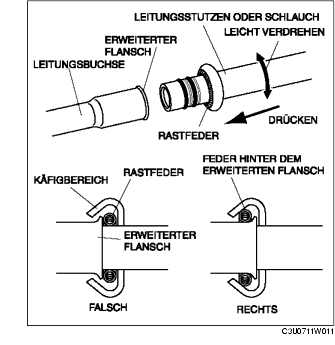 LEITUNGSSTUTZEN ODER SCHLAUCH
LEICHT VERDREHEN
ERWEITERTER
FLANSCH
LEITUNGSBUCHSE
RASTFEDER
DRÜCKEN
KÄFIGBEREICH
RASTFEDER
FEDER HINTER DEM
ERWEITERTEN FLANSCH
ERWEITERTER
FLANSCH
FALSCH
RECHTS
C3U0711W011